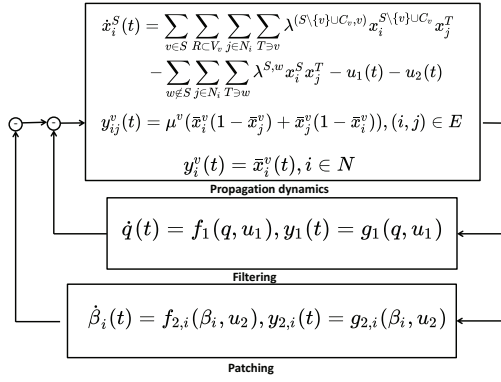 ẋ_i^S(t) = ∑_{v∈S} ∑_{R⊂V_v} ∑_{j∈N_i} ∑_{T∋v} λ^{(S\{v}∪C_v,v)} x_i^{S\{v}∪C_v} x_j^T
− ∑_{w∉S} ∑_{j∈N_i} ∑_{T∋w} λ^{S,w} x_i^S x_j^T − u_1(t) − u_2(t)
y_{ij}^v(t) = μ^v(x̄_i^v(1 − x̄_j^v) + x̄_j^v(1 − x̄_i^v)), (i, j) ∈ E
y_i^v(t) = x̄_i^v(t), i ∈ N
- -
Propagation dynamics
q̇(t) = f_1(q, u_1), y_1(t) = g_1(q, u_1)
Filtering
β̇_i(t) = f_{2,i}(β_i, u_2), y_{2,i}(t) = g_{2,i}(β_i, u_2)
Patching